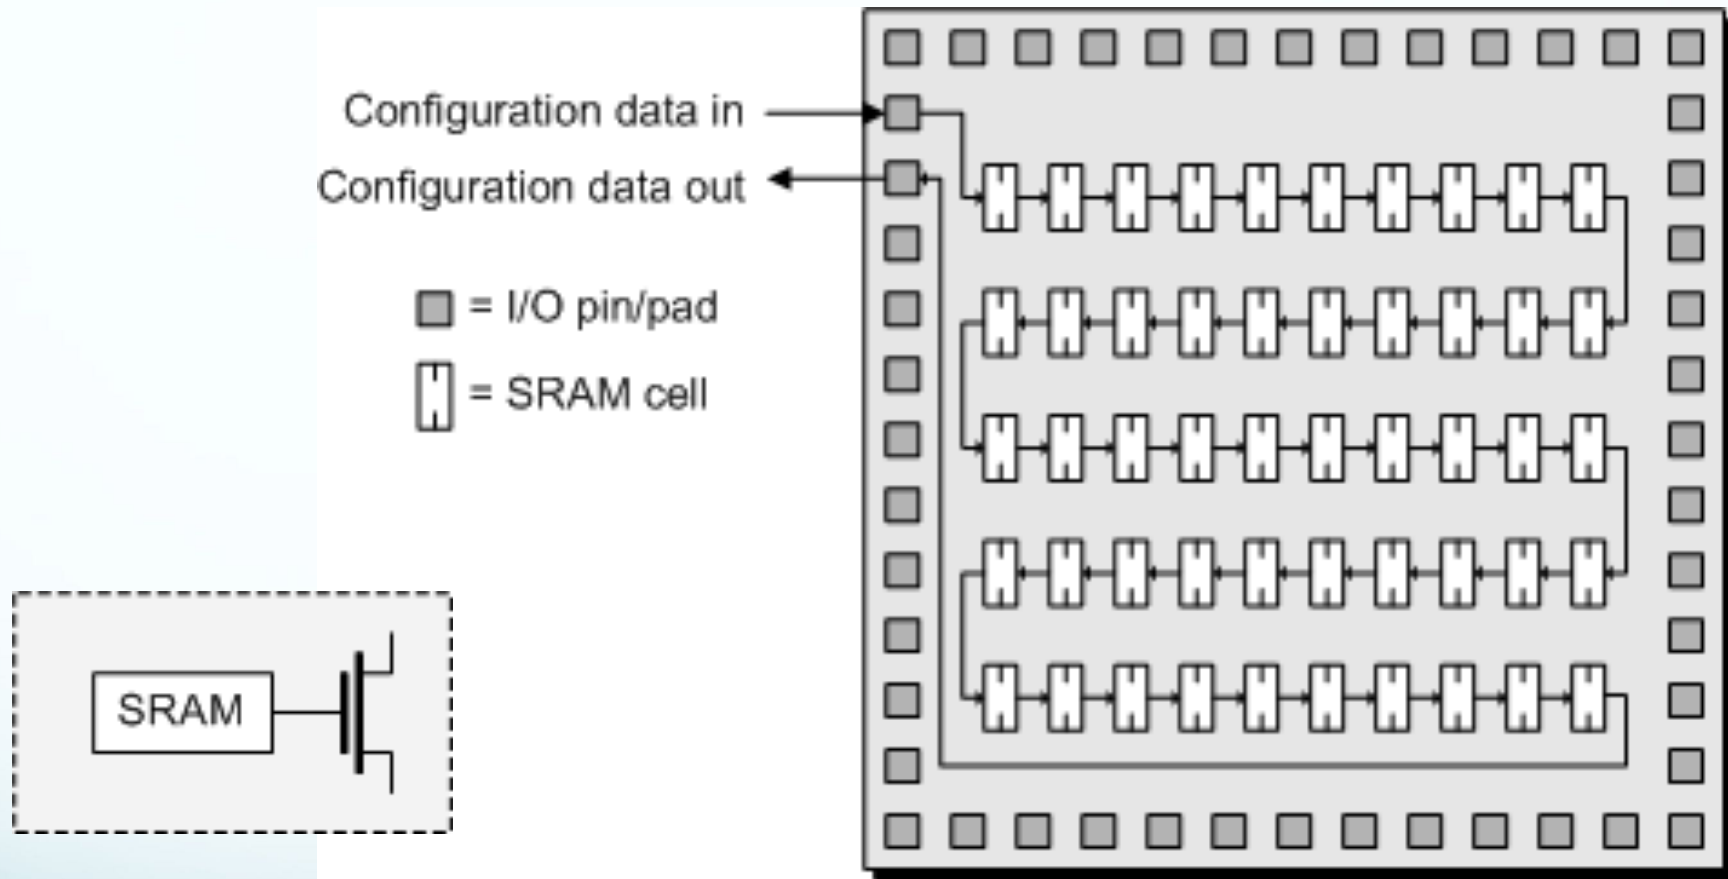 Configuration data in
Configuration data out
= I/O pin/pad
= SRAM cell
SRAM